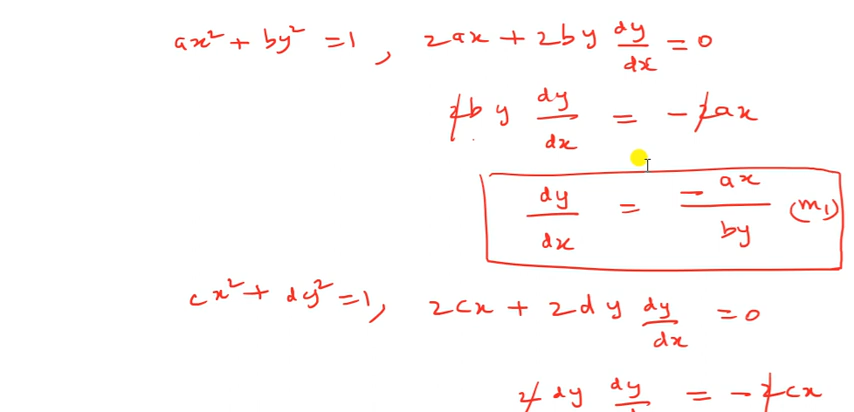 ax² + by² = 1, 2ax + 2by dy/dx = 0
2by dy/dx = -2ax
dy/dx = -ax/by (m₁)
cx² + dy² = 1, 2cx + 2dy dy/dx = 0
2dy dy/d = -2cx